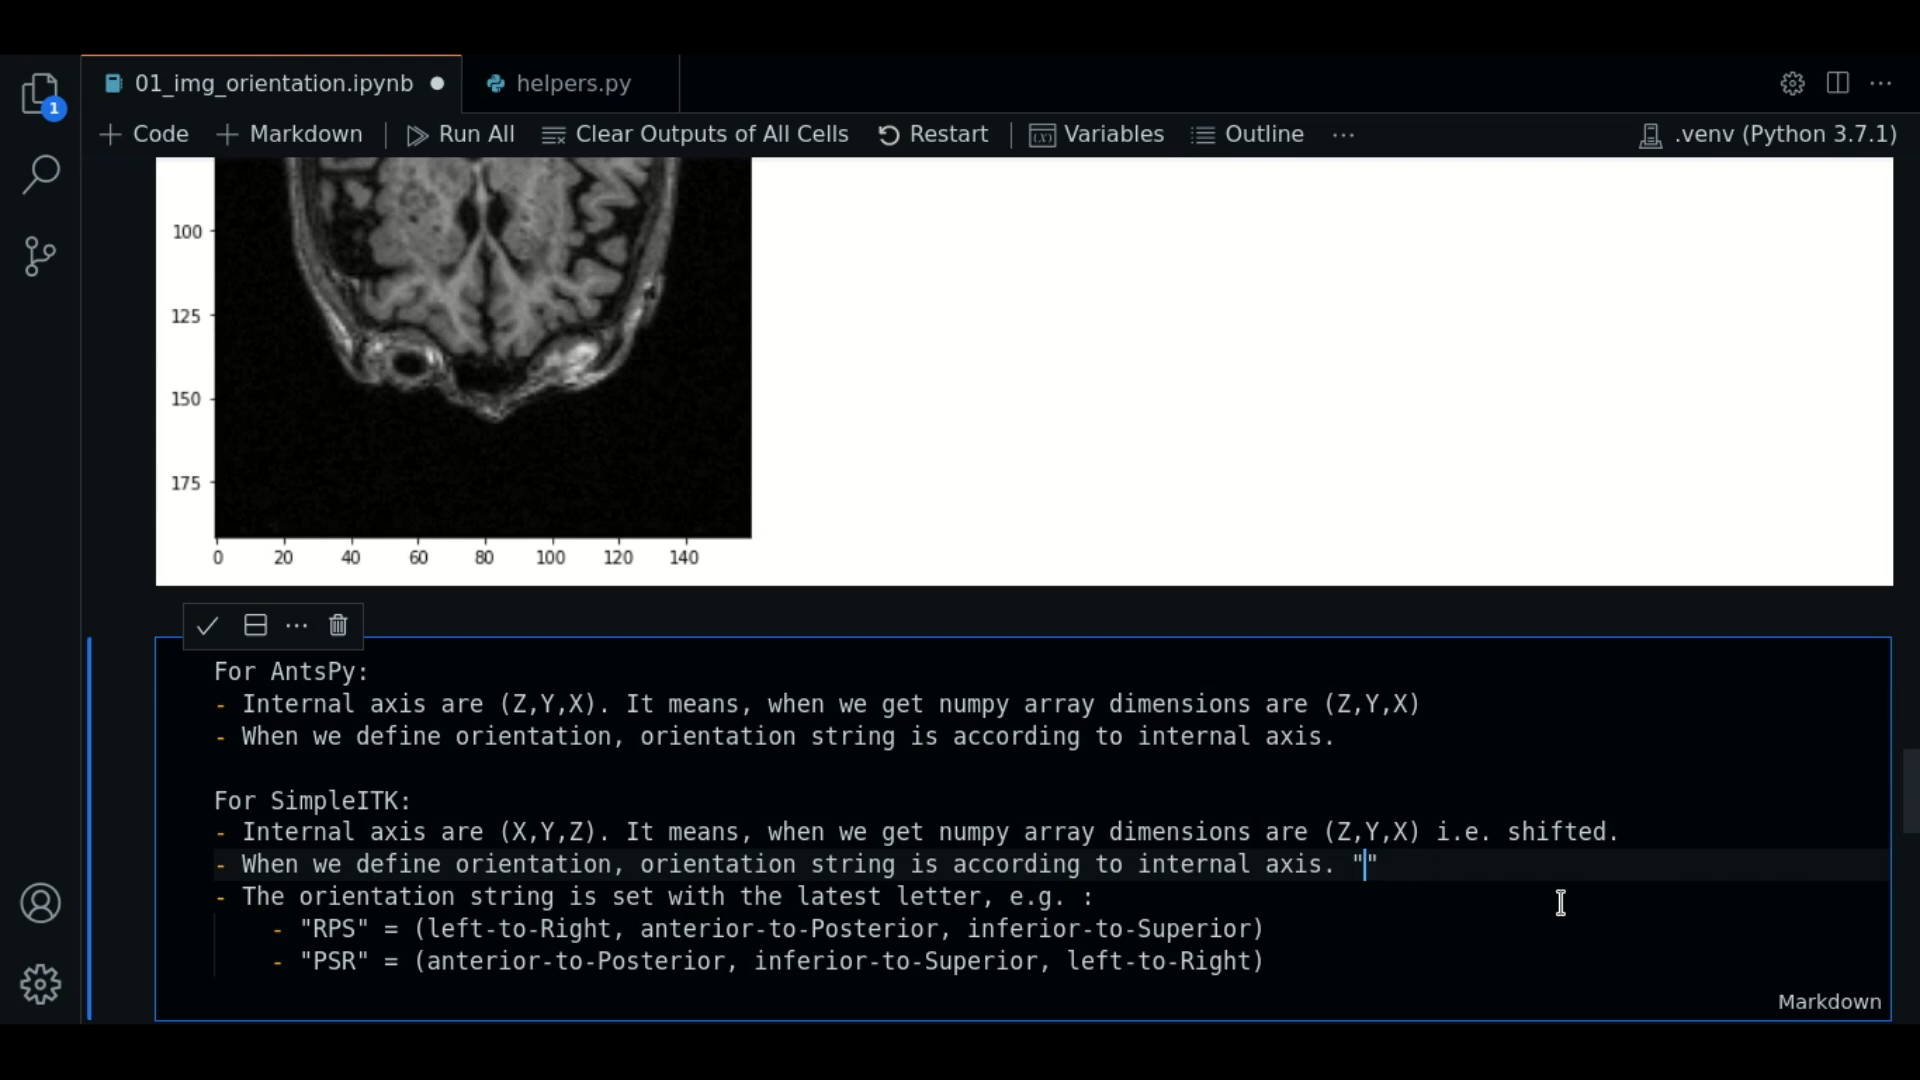 01_img_orientation.ipynb
helpers.py
1
Code
Markdown
Run All
Clear Outputs of All Cells
Restart
Variables
Outline
.venv (Python 3.7.1)
100
125
150
175
0 20 40 60 80 100 120 140
For AntsPy:
- Internal axis are (Z,Y,X). It means, when we get numpy array dimensions are (Z,Y,X)
- When we define orientation, orientation string is according to internal axis.
For SimpleITK:
- Internal axis are (X,Y,Z). It means, when we get numpy array dimensions are (Z,Y,X) i.e. shifted.
- When we define orientation, orientation string is according to internal axis. ""
- The orientation string is set with the latest letter, e.g. :
- "RPS" = (left-to-Right, anterior-to-Posterior, inferior-to-Superior)
- "PSR" = (anterior-to-Posterior, inferior-to-Superior, left-to-Right)
Markdown